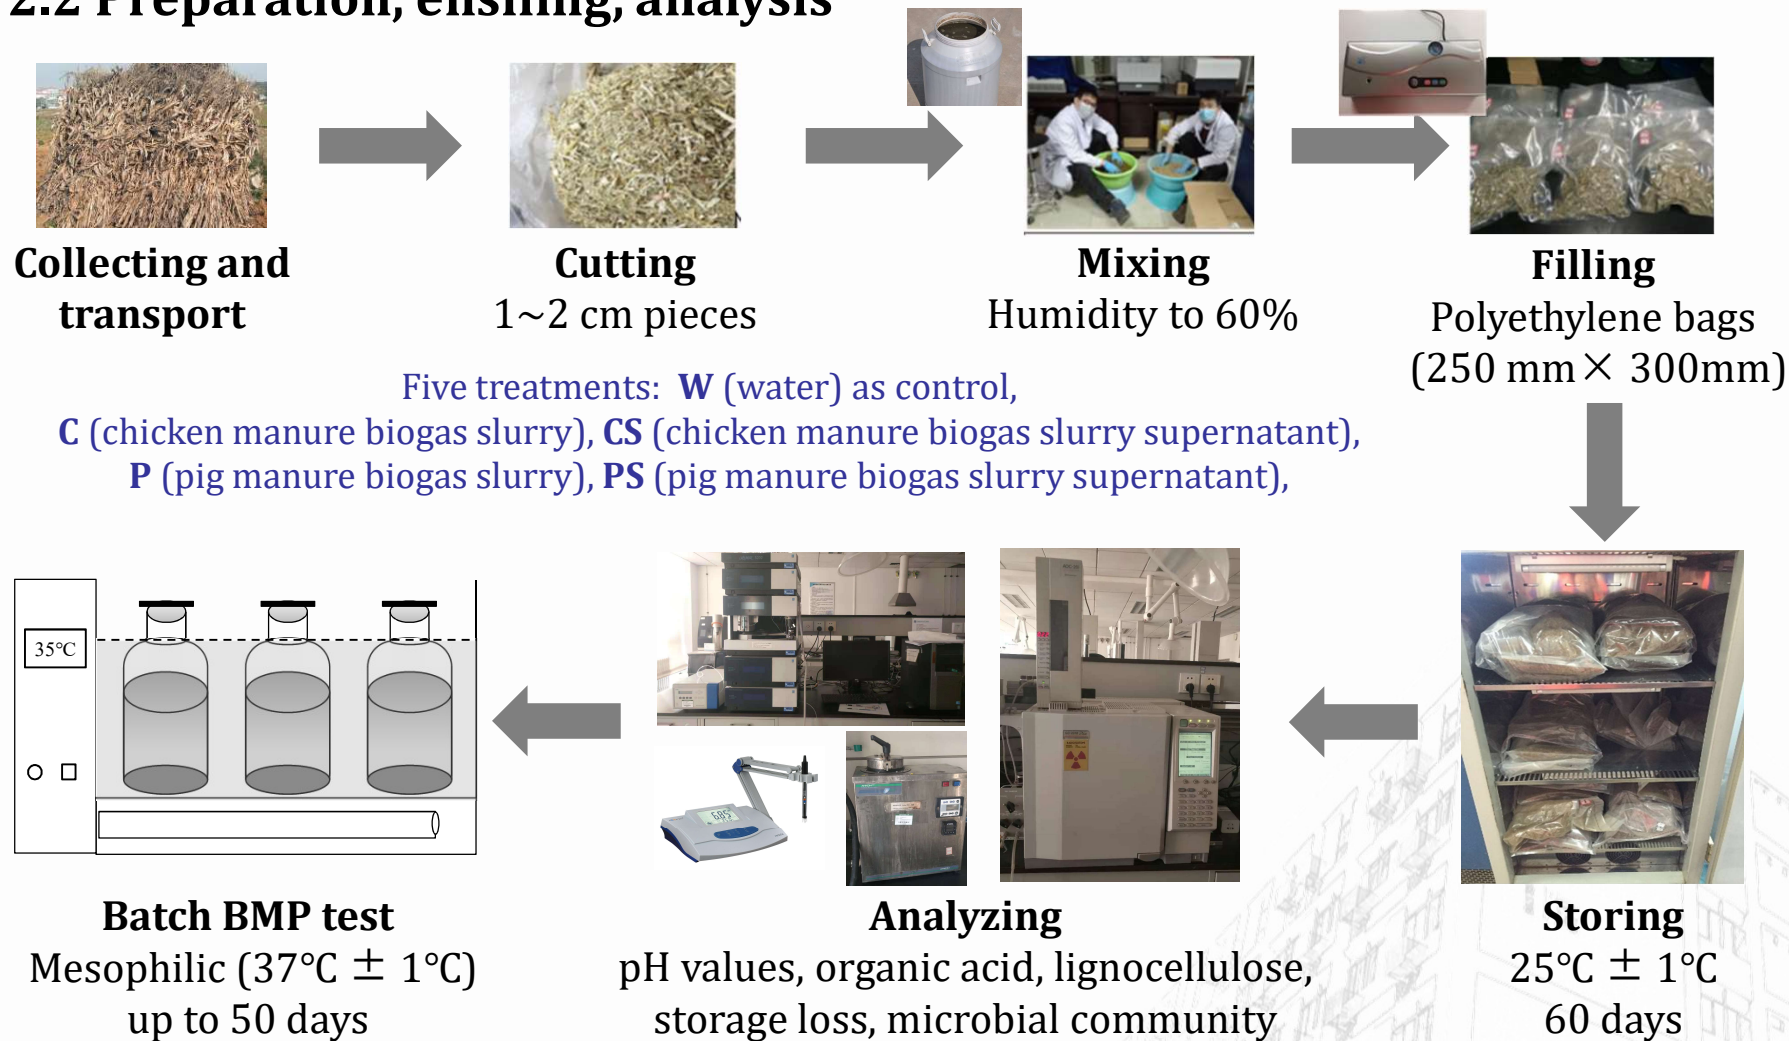 2.2 Preparation, ensiling, analysis
Collecting and
transport
Cutting
1~2 cm pieces
Mixing
Humidity to 60%
Filling
Polyethylene bags
(250 mm× 300mm)
Five treatments: W (water) as control,
C (chicken manure biogas slurry), CS (chicken manure biogas slurry supernatant),
P (pig manure biogas slurry), PS (pig manure biogas slurry supernatant),
35℃
6.85
Batch BMP test
Mesophilic (37℃ ± 1℃)
up to 50 days
Analyzing
pH values, organic acid, lignocellulose,
storage loss, microbial community
Storing
25℃ ± 1℃
60 days